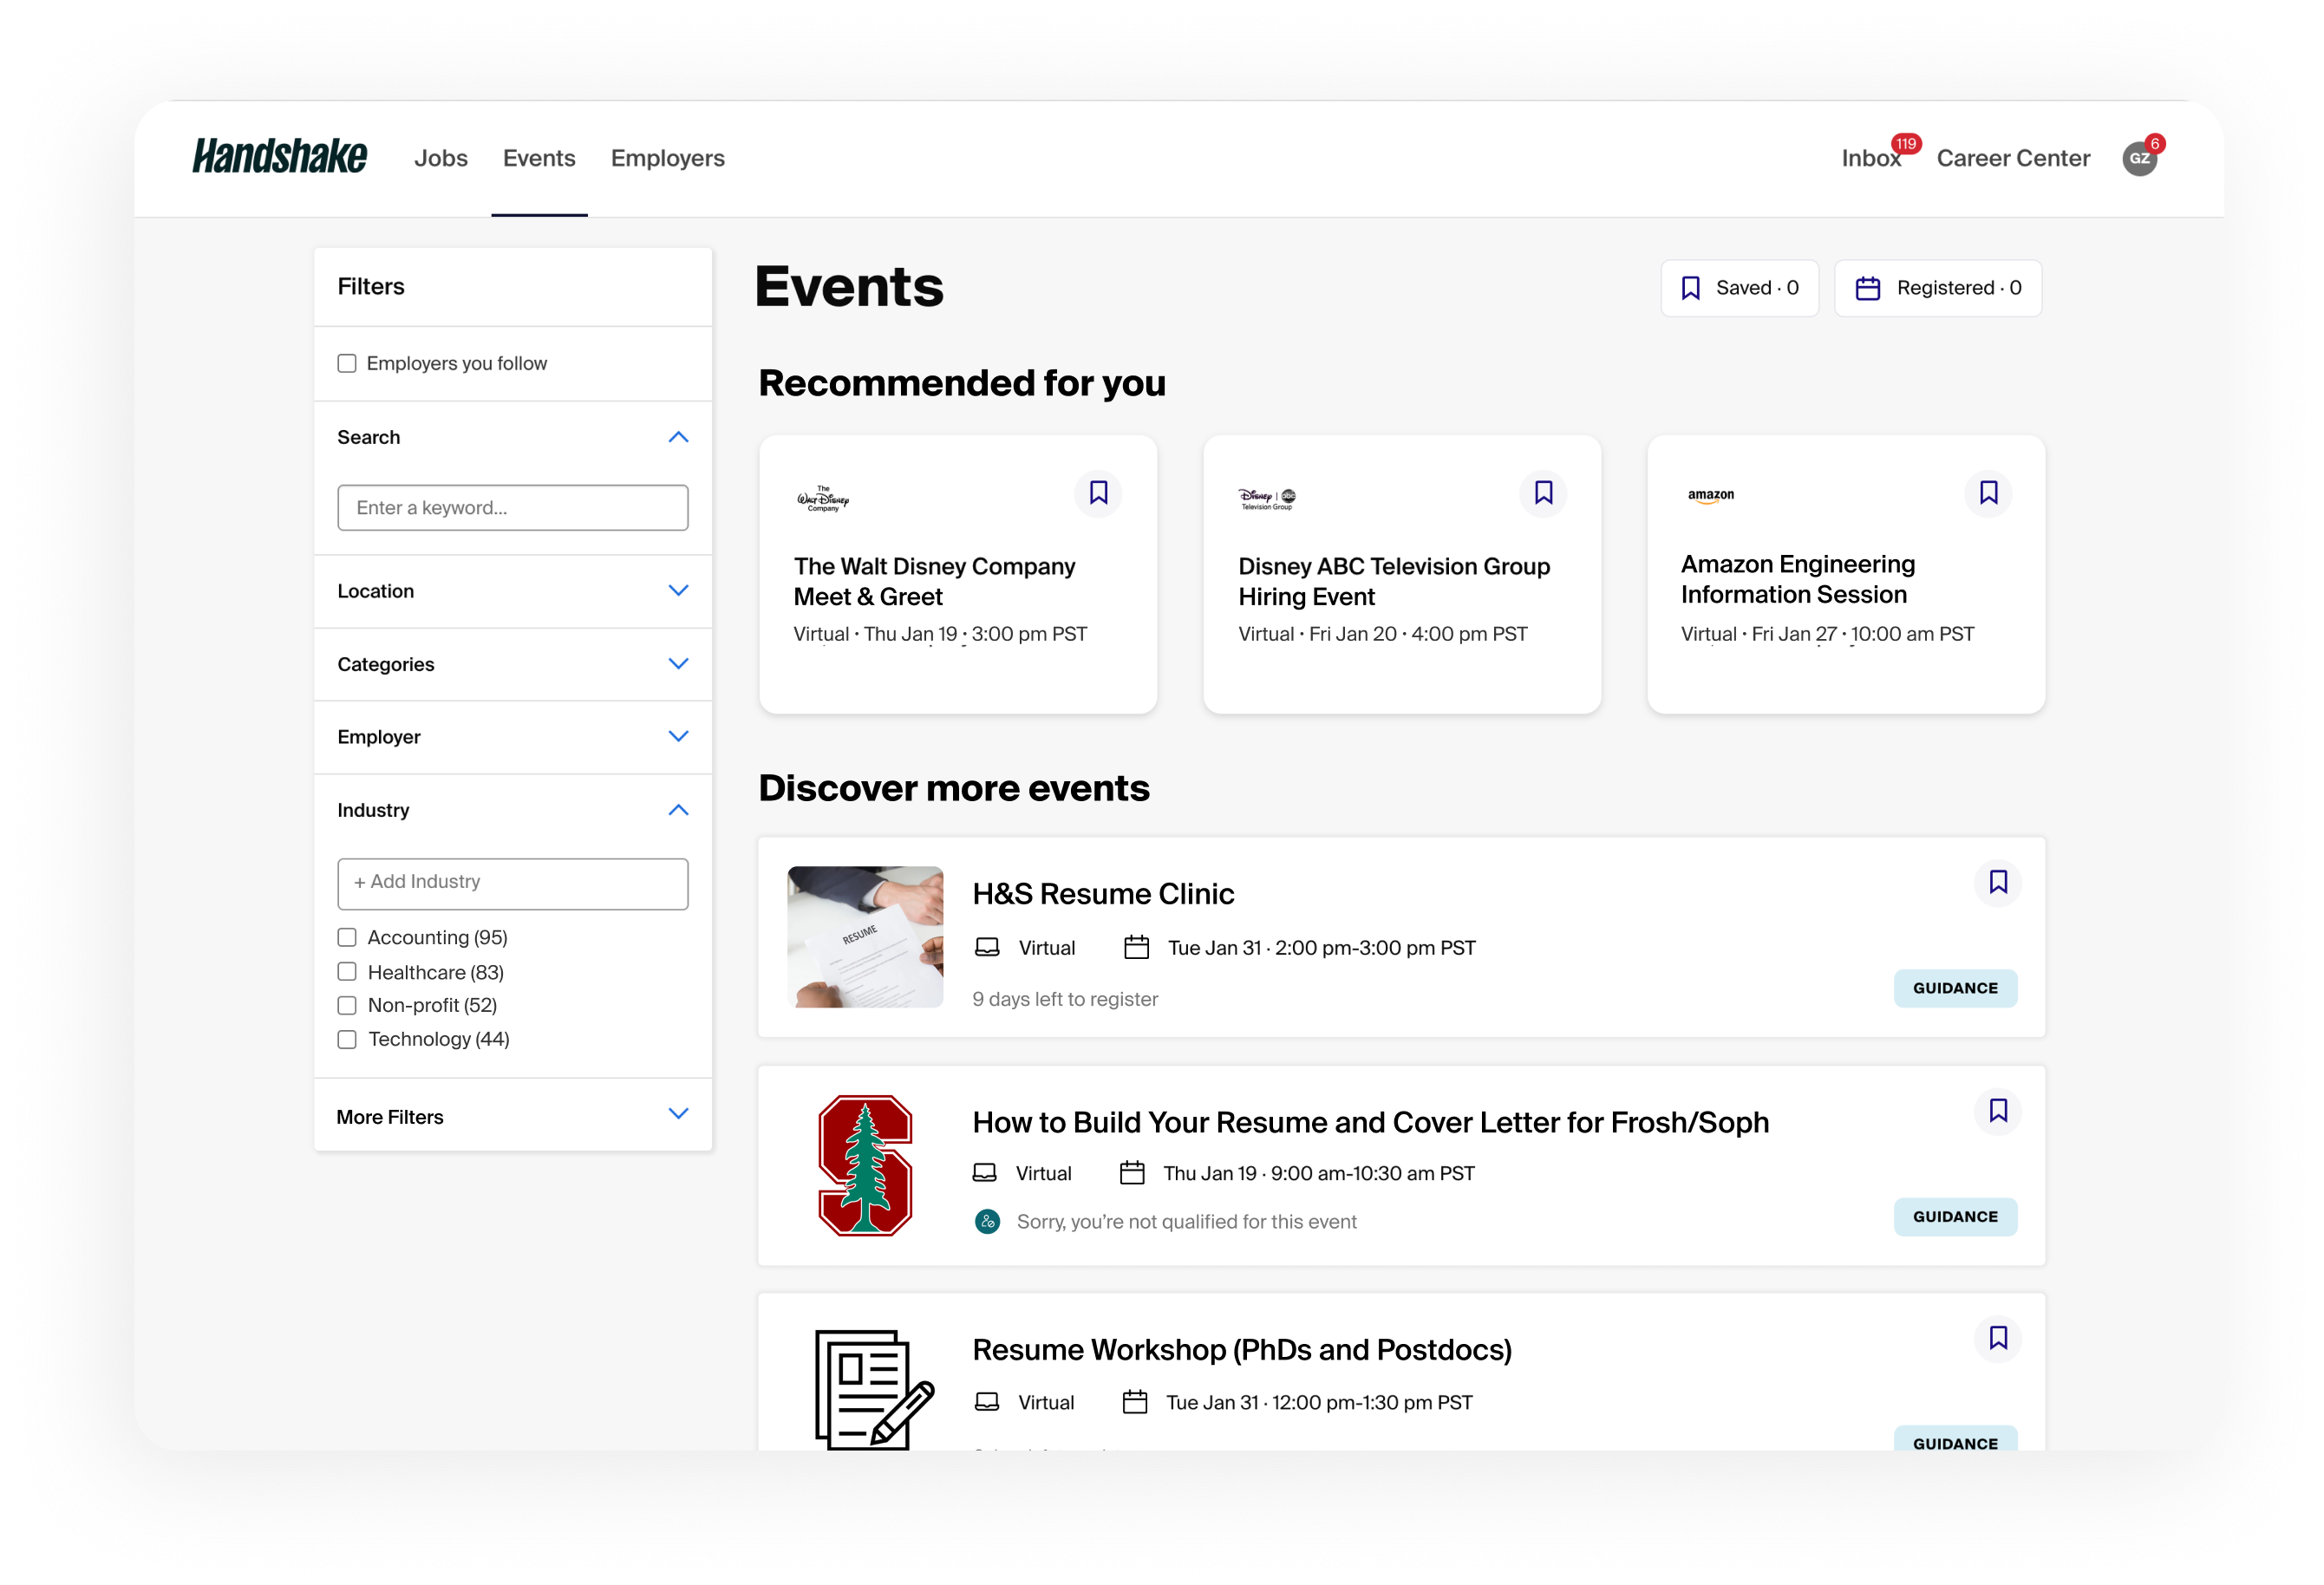 Handshake
Jobs
Events
Employers
Inbox
119
Career Center
GZ
6
Filters
Employers you follow
Search
Enter a keyword...
Location
Categories
Employer
Industry
+ Add Industry
Accounting (95)
Healthcare (83)
Non-profit (52)
Technology (44)
More Filters
Events
Saved · 0
Registered · 0
Recommended for you
The
Walt Disney
Company
The Walt Disney Company
Meet & Greet
Virtual · Thu Jan 19 · 3:00 pm PST
Disney | abc
Television Group
Disney ABC Television Group
Hiring Event
Virtual · Fri Jan 20 · 4:00 pm PST
amazon
Amazon Engineering
Information Session
Virtual · Fri Jan 27 · 10:00 am PST
Discover more events
RESUME
H&S Resume Clinic
Virtual
Tue Jan 31 · 2:00 pm-3:00 pm PST
9 days left to register
GUIDANCE
S
How to Build Your Resume and Cover Letter for Frosh/Soph
Virtual
Thu Jan 19 · 9:00 am-10:30 am PST
Sorry, you're not qualified for this event
GUIDANCE
Resume Workshop (PhDs and Postdocs)
Virtual
Tue Jan 31 · 12:00 pm-1:30 pm PST
GUIDANCE